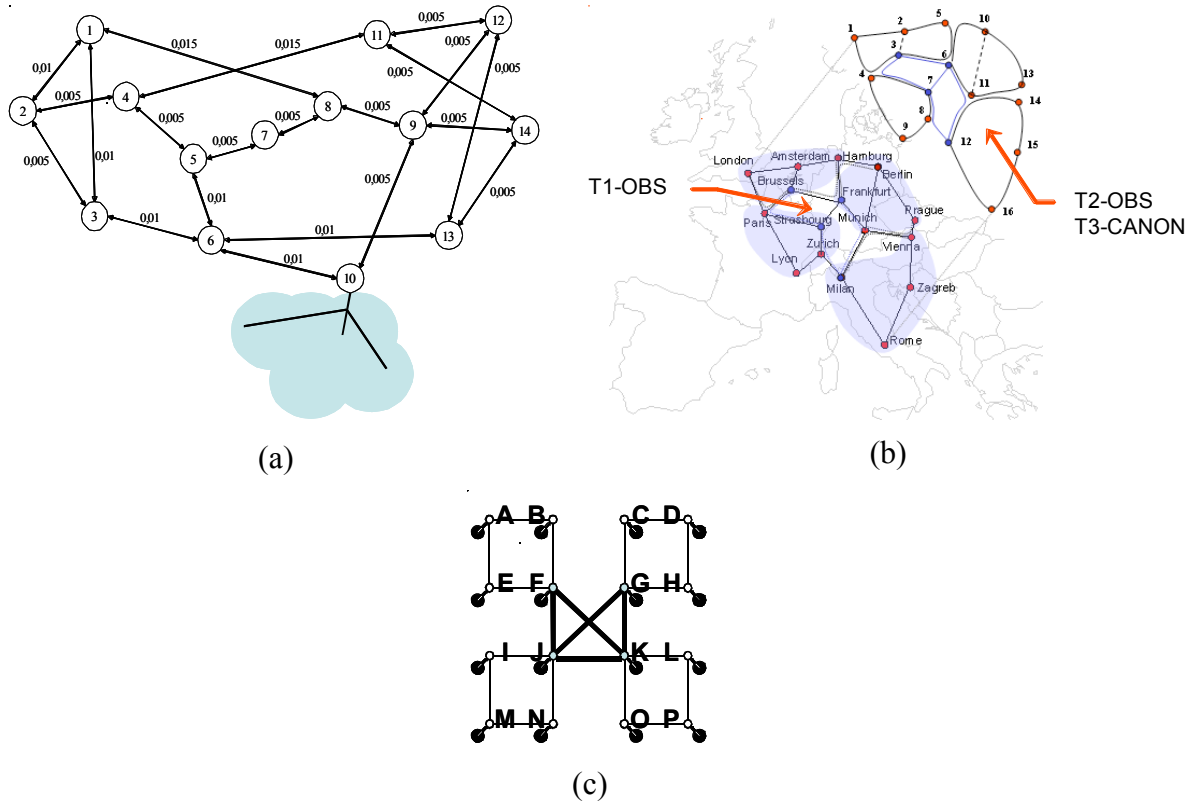 1
2
3
4
5
6
7
8
9
10
11
12
13
14
0,015
0,01
0,005
0,015
0,005
0,005
0,005
0,005
0,01
0,005
0,005
0,005
0,005
0,005
0,005
0,005
0,005
0,01
0,01
0,01
0,01
(a)
1
2
5
10
3
6
4
7
11
13
8
14
9
12
15
16
London
Amsterdam
Hamburg
Brussels
Berlin
T1-OBS
Frankfurt
Paris
Strasbourg
Munich
Prague
Zurich
Vienna
Lyon
Milan
Zagreb
Rome
T2-OBS
T3-CANON
(b)
A B C D
E F G H
I J K L
M N O P
(c)